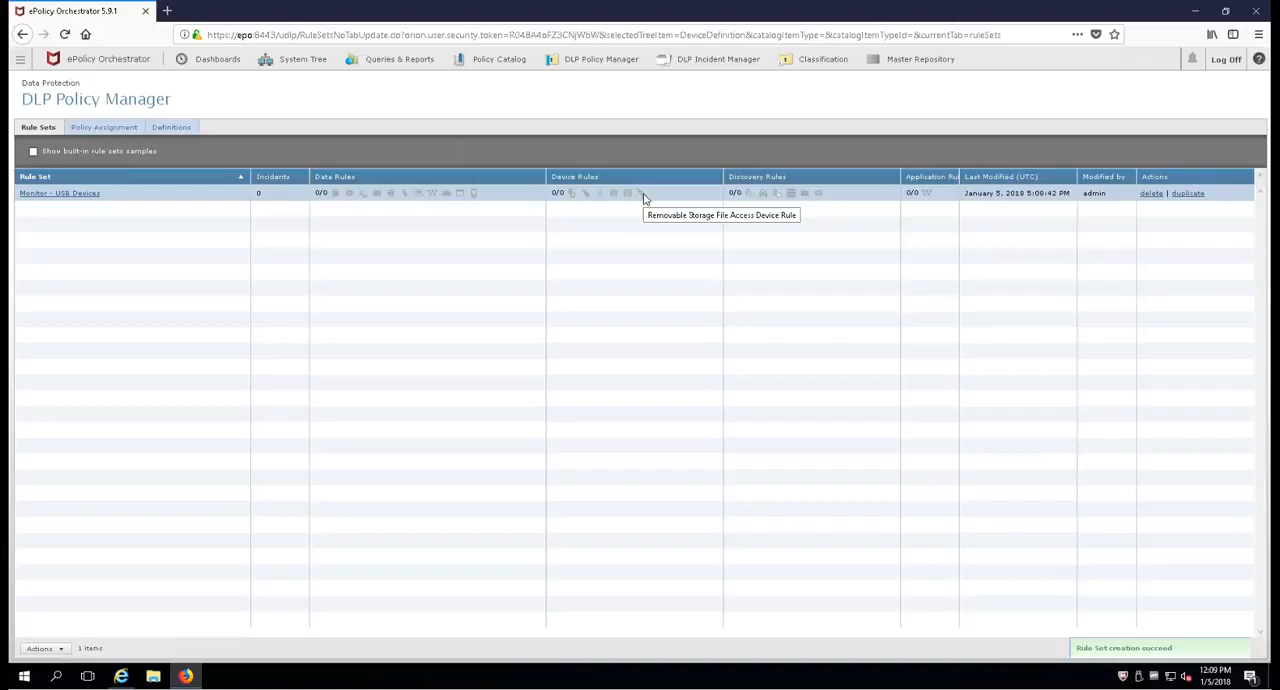 ePolicy Orchestrator 5.9.1
https://epo:8443/udlp/RuleSetsNoTabUpdate.do?orion.user.security.token=R04BA4oFZ3CNjWbW&selectedTreeItem=DeviceDefinition&catalogItemType=&catalogItemTypeId=&currentTab=ruleSets
ePolicy Orchestrator Dashboards System Tree Queries & Reports Policy Catalog DLP Policy Manager DLP Incident Manager Classification Master Repository Log Off ?
Data Protection
DLP Policy Manager
Rule Sets Policy Assignment Definitions
Show built-in rule sets samples
Rule Set Incidents Data Rules Device Rules Discovery Rules Application Rul Last Modified (UTC) Modified by Actions
Monitor - USB Devices 0 0/0 0/0 0/0 0/0 January 5, 2018 5:08:42 PM admin delete | duplicate
Removable Storage File Access Device Rule
Actions 1 items Rule Set creation succeed
12:09 PM
1/5/2018